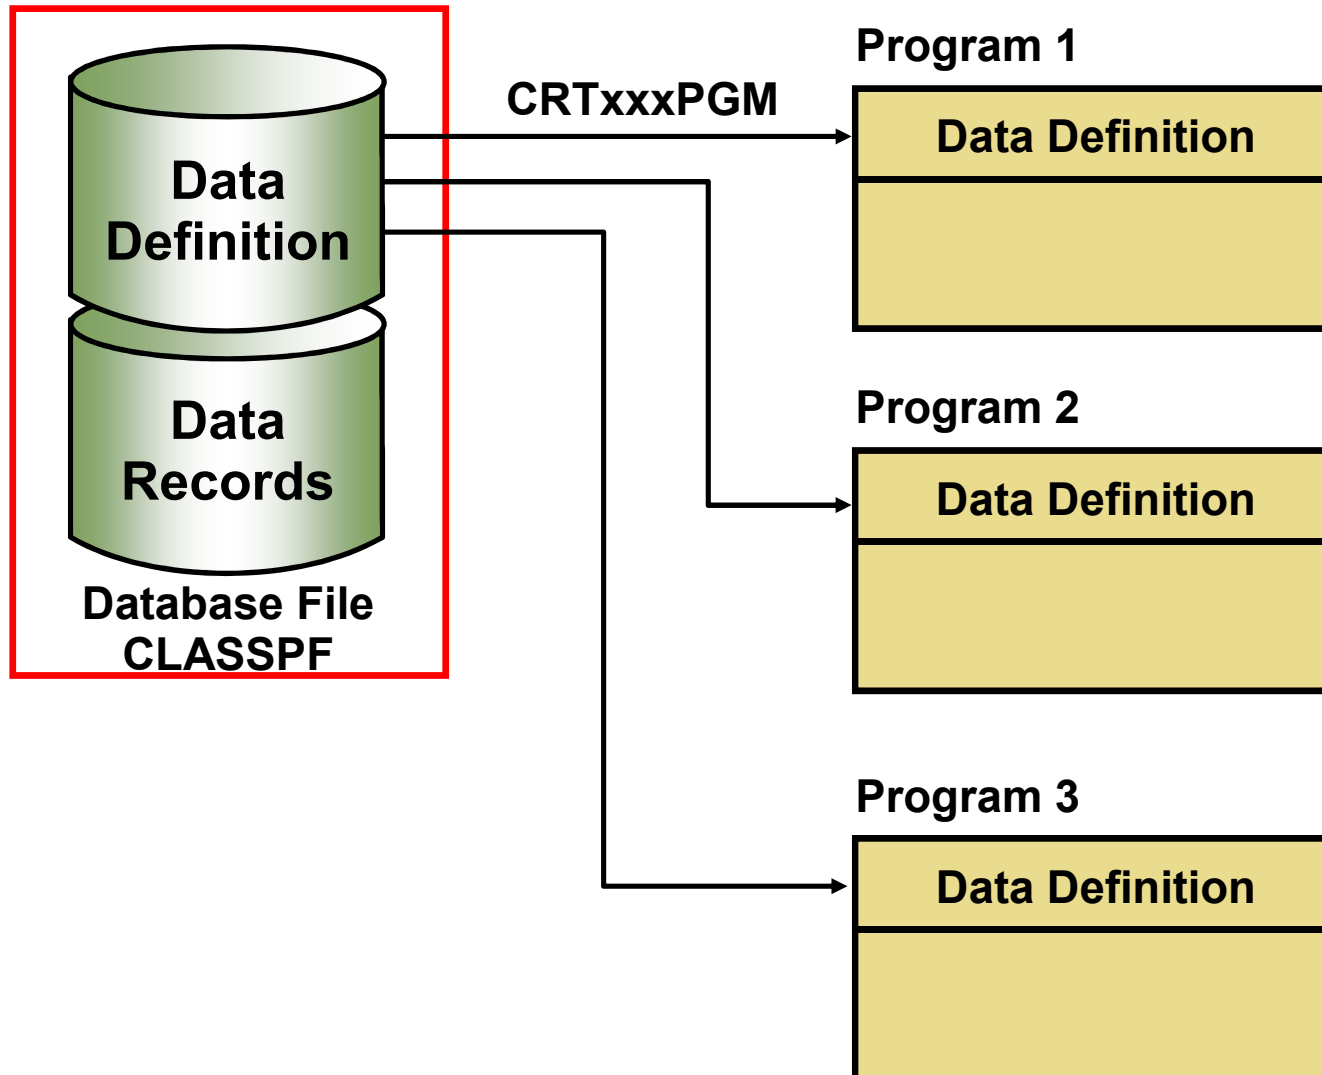 Program 1
CRTxxxPGM
Data Definition
Data
Definition
Data
Records
Database File
CLASSPF
Program 2
Data Definition
Program 3
Data Definition